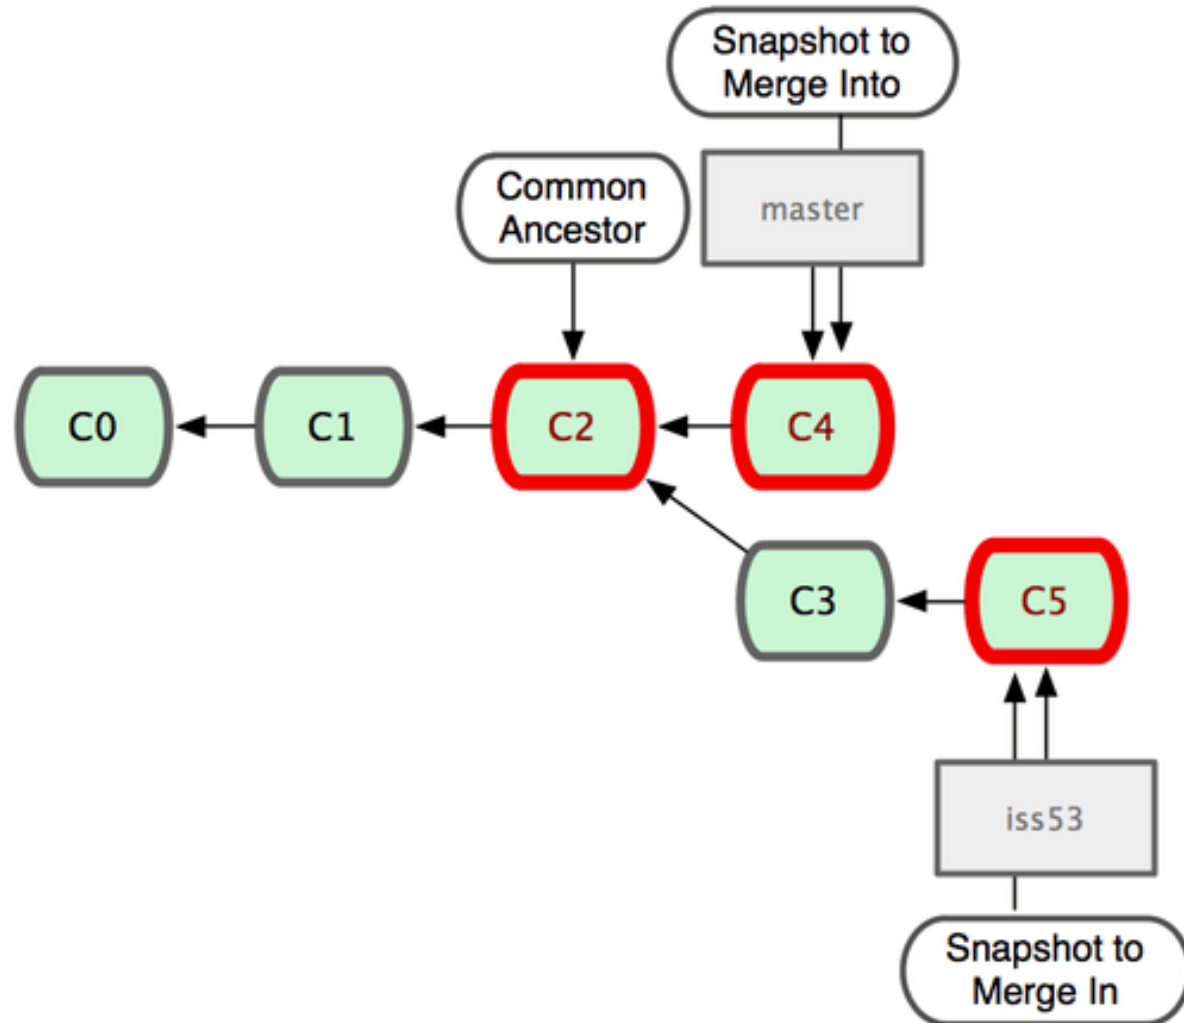 Snapshot to
Merge Into
Common
Ancestor
master
C0
C1
C2
C4
C3
C5
iss53
Snapshot to
Merge In